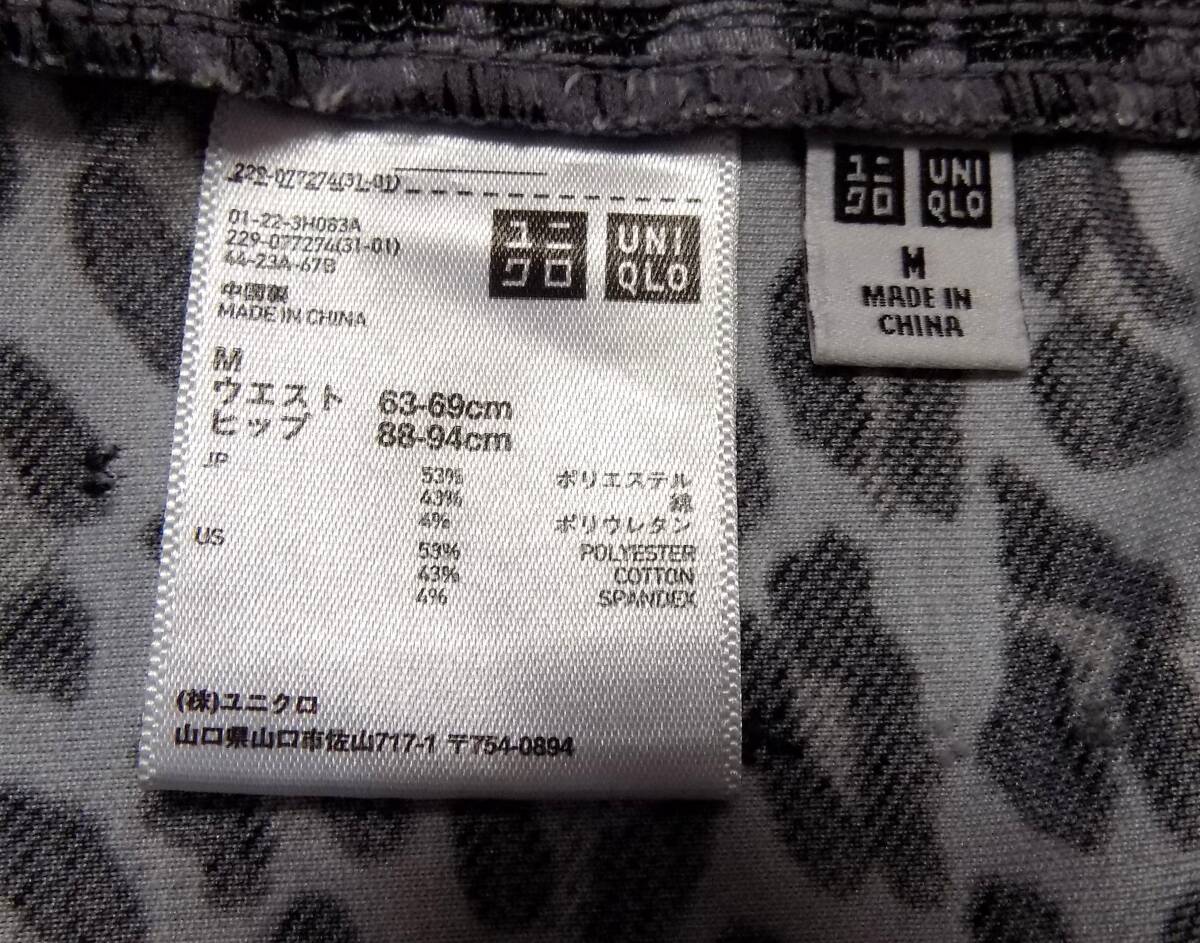 229-077274(31-01)
01-22-3H083A
229-077274(31-01)
44-23A-67B
中国製
MADE IN CHINA
ユニ
クロ
UNI
QLO
M
ウエスト 63-69cm
ヒップ 88-94cm
JP
53% ポリエステル
43% 綿
4% ポリウレタン
US
53% POLYESTER
43% COTTON
4% SPANDEX
(株)ユニクロ
山口県山口市佐山717-1 〒754-0894
ユニ
クロ
UNI
QLO
M
MADE IN
CHINA